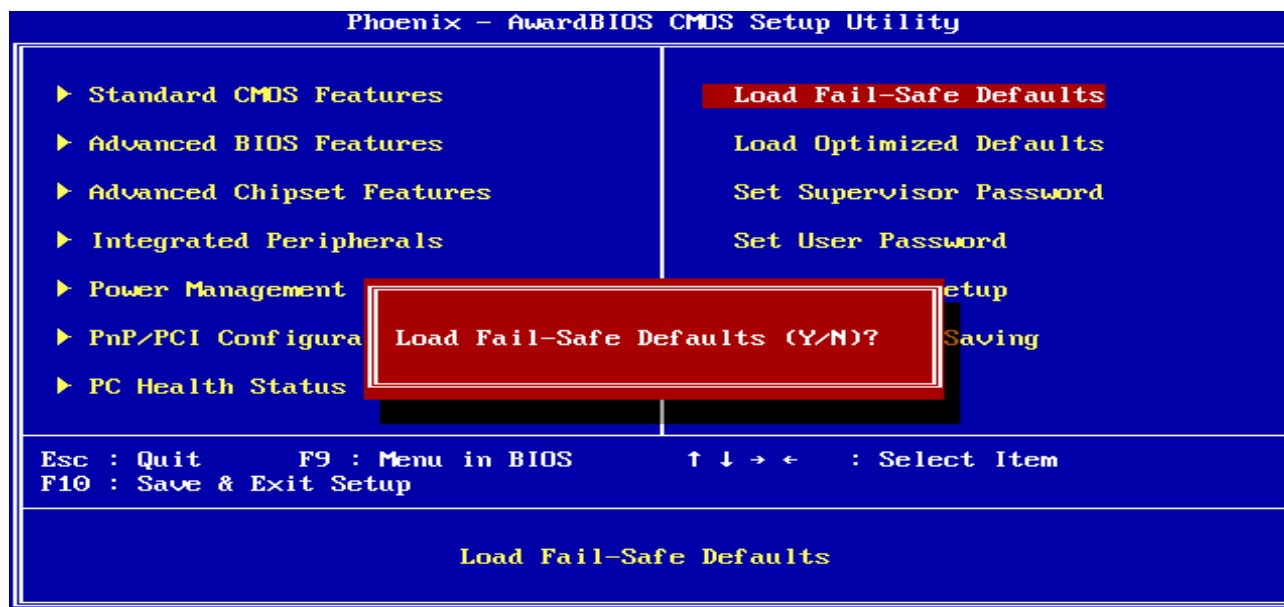 Phoenix - AwardBIOS CMOS Setup Utility
Standard CMOS Features
Advanced BIOS Features
Advanced Chipset Features
Integrated Peripherals
Power Management
PnP/PCI Configura
PC Health Status
Load Fail-Safe Defaults
Load Optimized Defaults
Set Supervisor Password
Set User Password
etup
Saving
Load Fail-Safe Defaults (Y/N)?
Esc : Quit F9 : Menu in BIOS ↑ ↓ → ← : Select Item
F10 : Save & Exit Setup
Load Fail-Safe Defaults